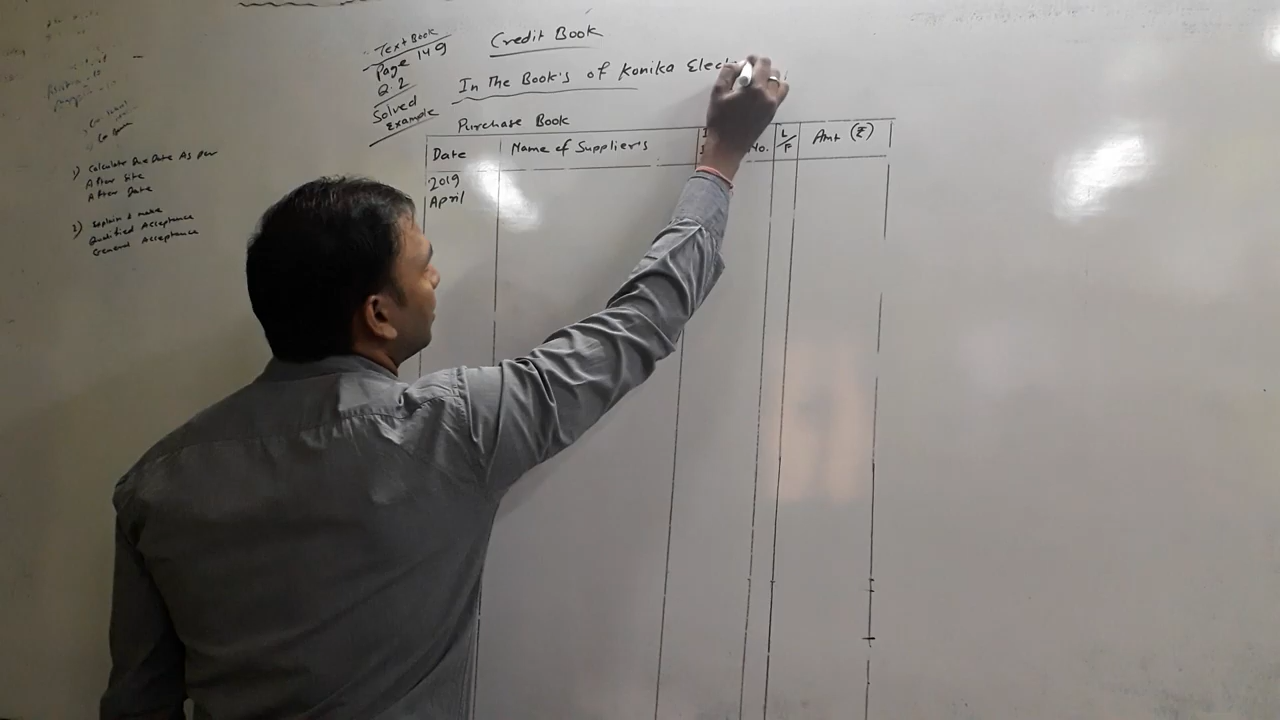 Text Book
Page 149
Q.2
Solved
Example
Credit Book
In The Book's of Konika Elec
Purchase Book
Date
Name of Supplier's
No.
L/F
Amt (₹)
2019
April
1) Calculate Due Date As per
After Site
After Date
2) Explain & make
Qualified Acceptance
General Acceptance